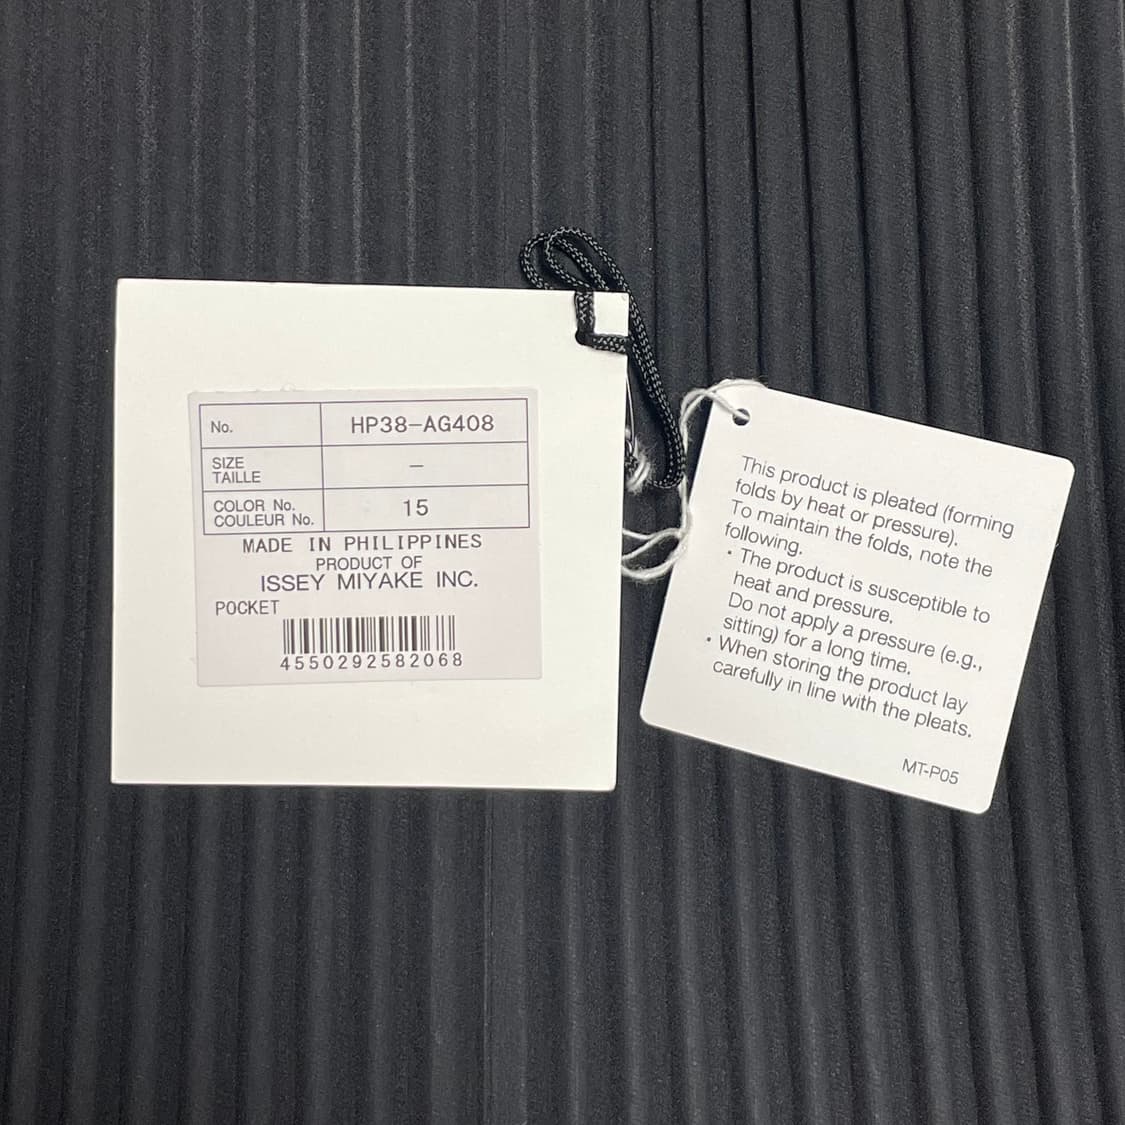 No. HP38-AG408
SIZE
TAILLE –
COLOR No.
COULEUR No. 15
MADE IN PHILIPPINES
PRODUCT OF
ISSEY MIYAKE INC.
POCKET
4550292582068
This product is pleated (forming
folds by heat or pressure).
To maintain the folds, note the
following.
・The product is susceptible to
heat and pressure.
Do not apply a pressure (e.g.,
sitting) for a long time.
・When storing the product lay
carefully in line with the pleats.
MT-P05